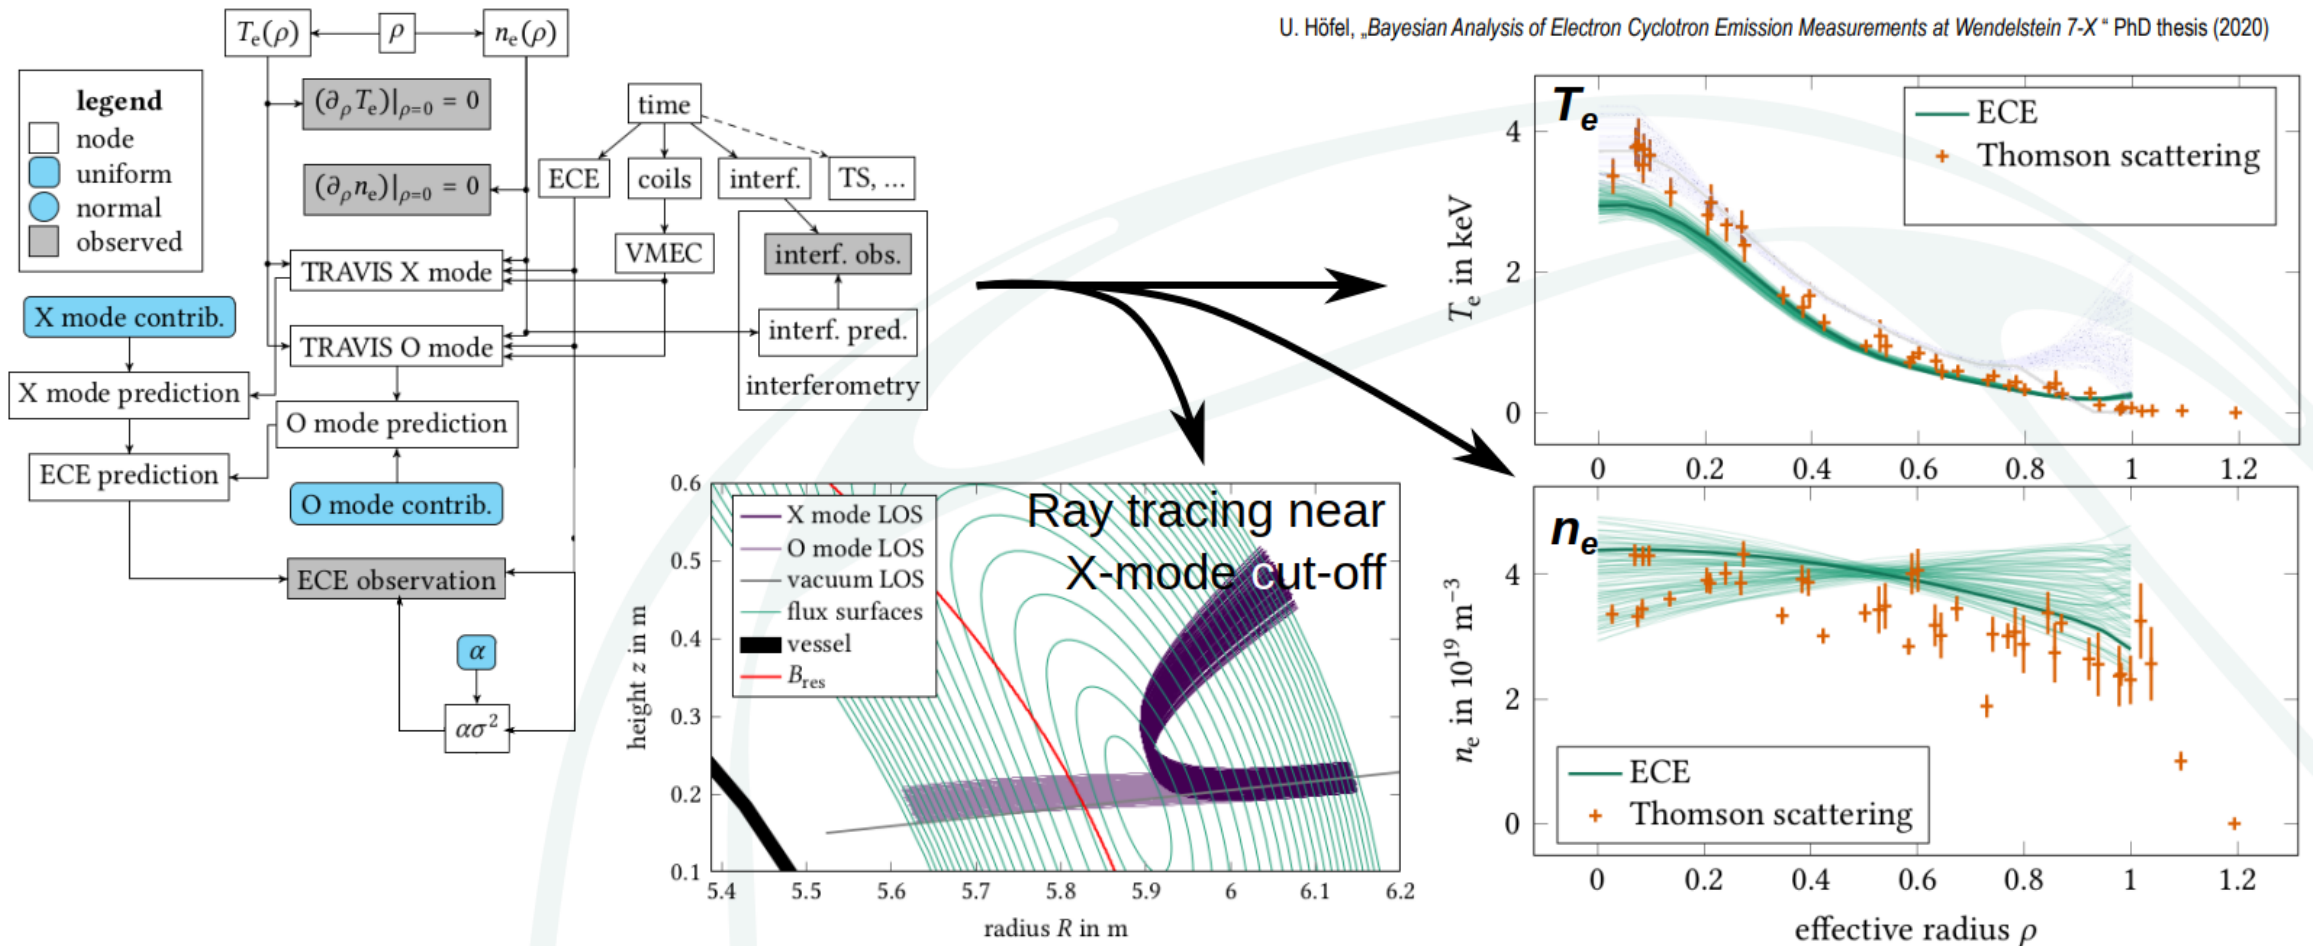 U. Höfel, „Bayesian Analysis of Electron Cyclotron Emission Measurements at Wendelstein 7-X “ PhD thesis (2020)
Tₑ(ρ)
ρ
nₑ(ρ)
legend
node
uniform
normal
observed
(∂ρTₑ)|ρ=0 = 0
(∂ρnₑ)|ρ=0 = 0
time
ECE
coils
interf.
TS, ...
VMEC
interf. obs.
interf. pred.
interferometry
TRAVIS X mode
X mode contrib.
TRAVIS O mode
X mode prediction
O mode prediction
ECE prediction
O mode contrib.
ECE observation
α
ασ²
Ray tracing near
X-mode cut-off
X mode LOS
O mode LOS
vacuum LOS
flux surfaces
vessel
Bres
height z in m
0.6
0.5
0.4
0.3
0.2
0.1
5.4 5.5 5.6 5.7 5.8 5.9 6 6.1 6.2
radius R in m
Tₑ
ECE
Thomson scattering
Tₑ in keV
4
2
0
0 0.2 0.4 0.6 0.8 1 1.2
nₑ
ECE
Thomson scattering
nₑ in 10¹⁹ m⁻³
4
2
0
0 0.2 0.4 0.6 0.8 1 1.2
effective radius ρ